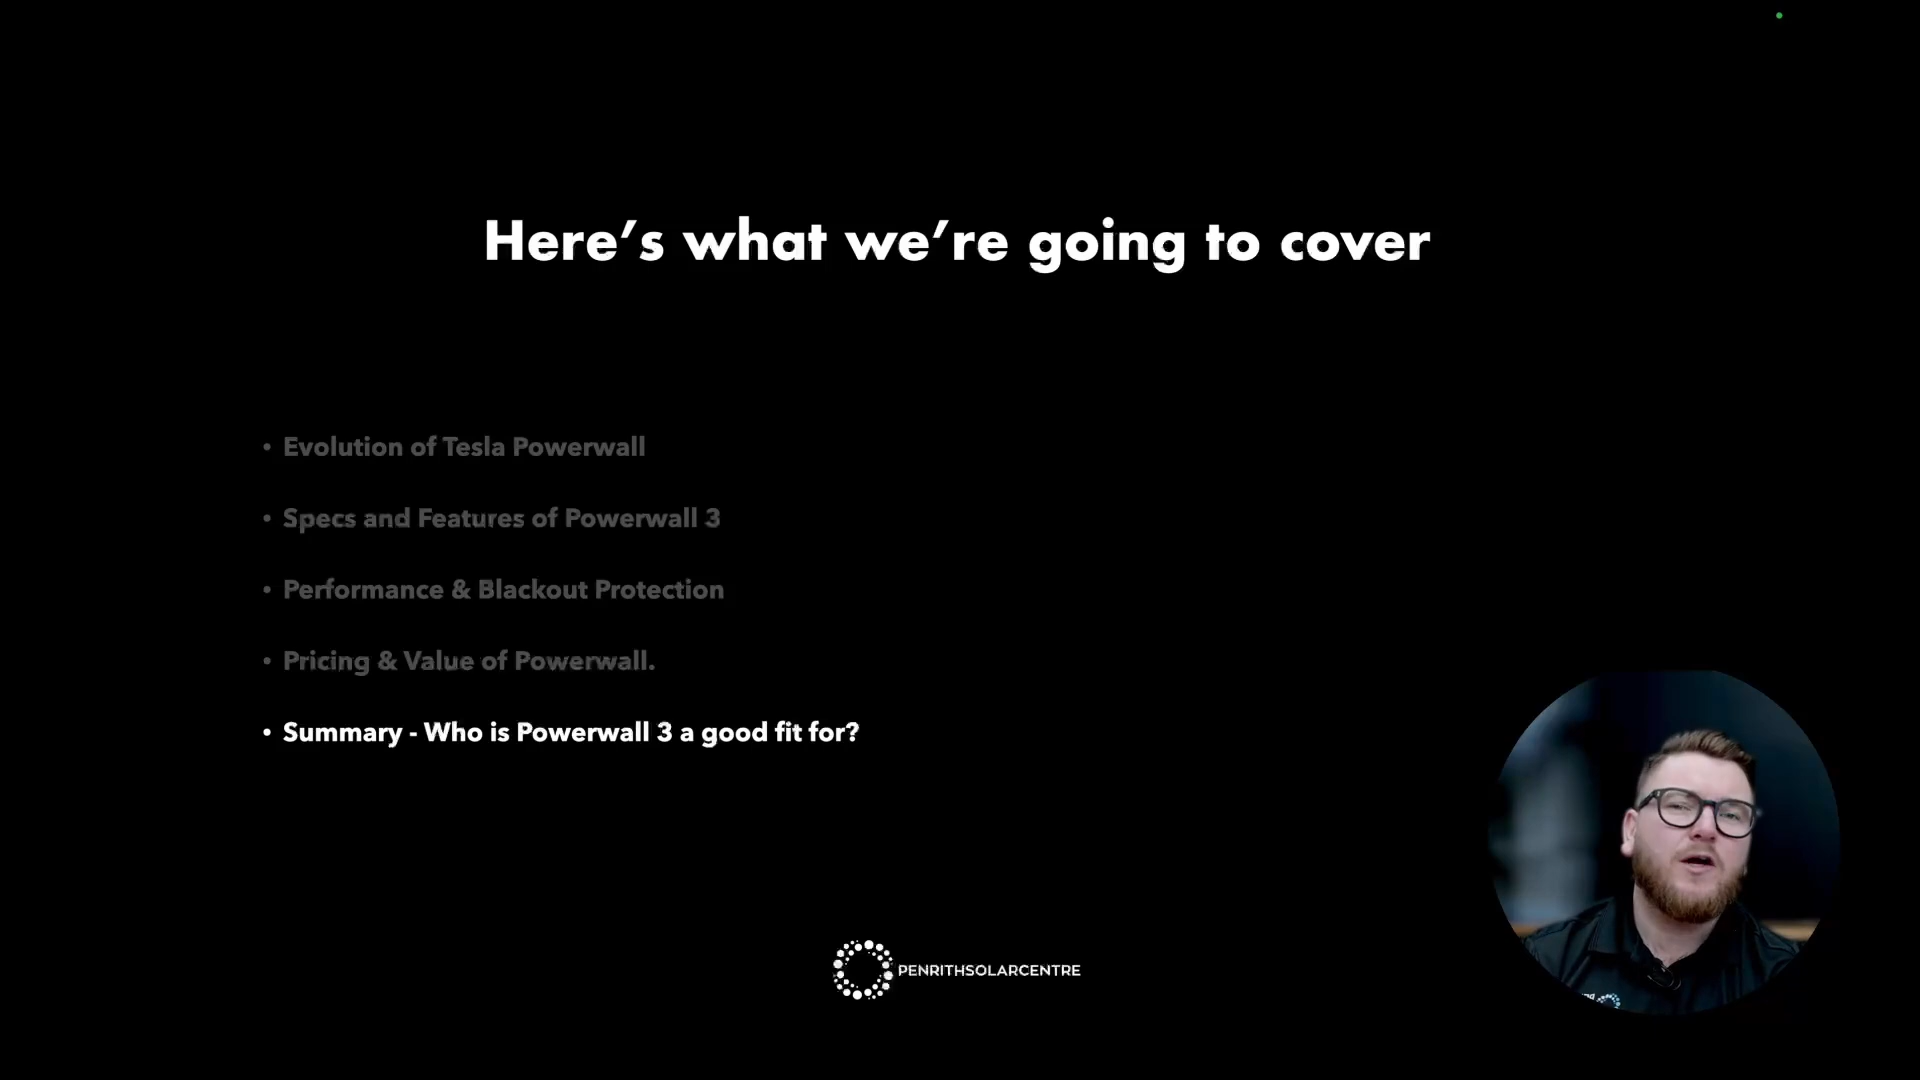 Here’s what we’re going to cover
• Evolution of Tesla Powerwall
• Specs and Features of Powerwall 3
• Performance & Blackout Protection
• Pricing & Value of Powerwall.
• Summary - Who is Powerwall 3 a good fit for?
PENRITHSOLARCENTRE